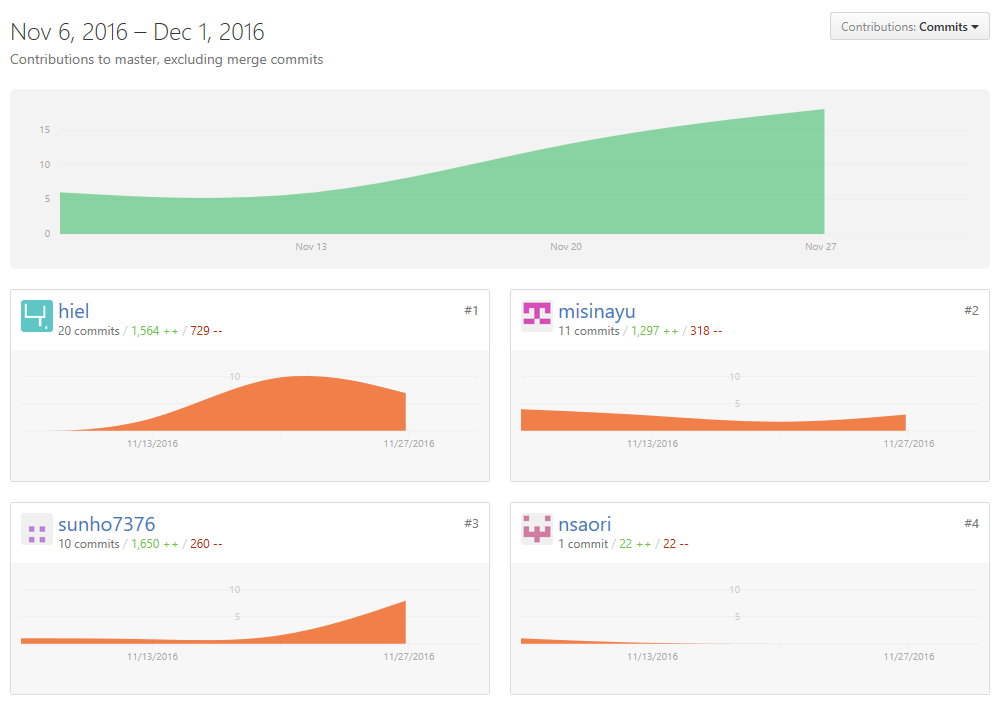 Nov 6, 2016 – Dec 1, 2016
Contributions: Commits
Contributions to master, excluding merge commits
15
10
5
0
Nov 13
Nov 20
Nov 27
hiel
#1
20 commits / 1,564 ++ / 729 --
10
11/13/2016
11/27/2016
misinayu
#2
11 commits / 1,297 ++ / 318 --
10
5
11/13/2016
11/27/2016
sunho7376
#3
10 commits / 1,650 ++ / 260 --
10
5
11/13/2016
11/27/2016
nsaori
#4
1 commit / 22 ++ / 22 --
10
5
11/13/2016
11/27/2016